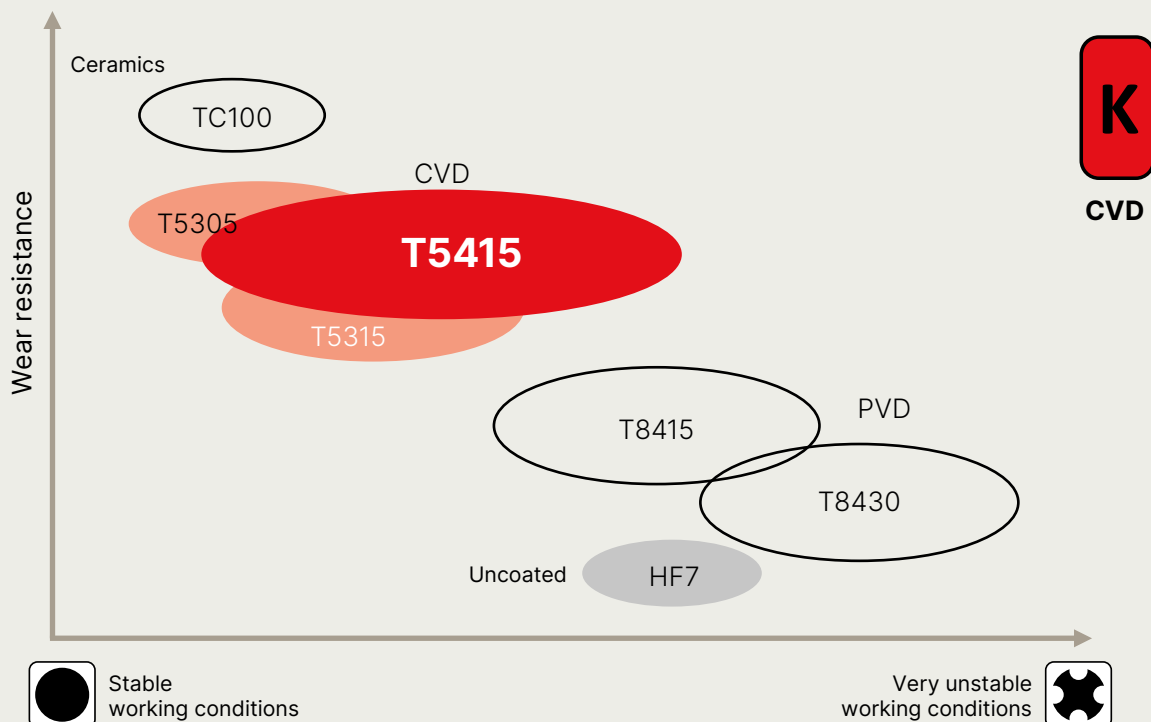 Ceramics
TC100
K
CVD
CVD
T5305
T5415
T5315
Wear resistance
T8415
PVD
T8430
Uncoated
HF7
Stable
working conditions
Very unstable
working conditions